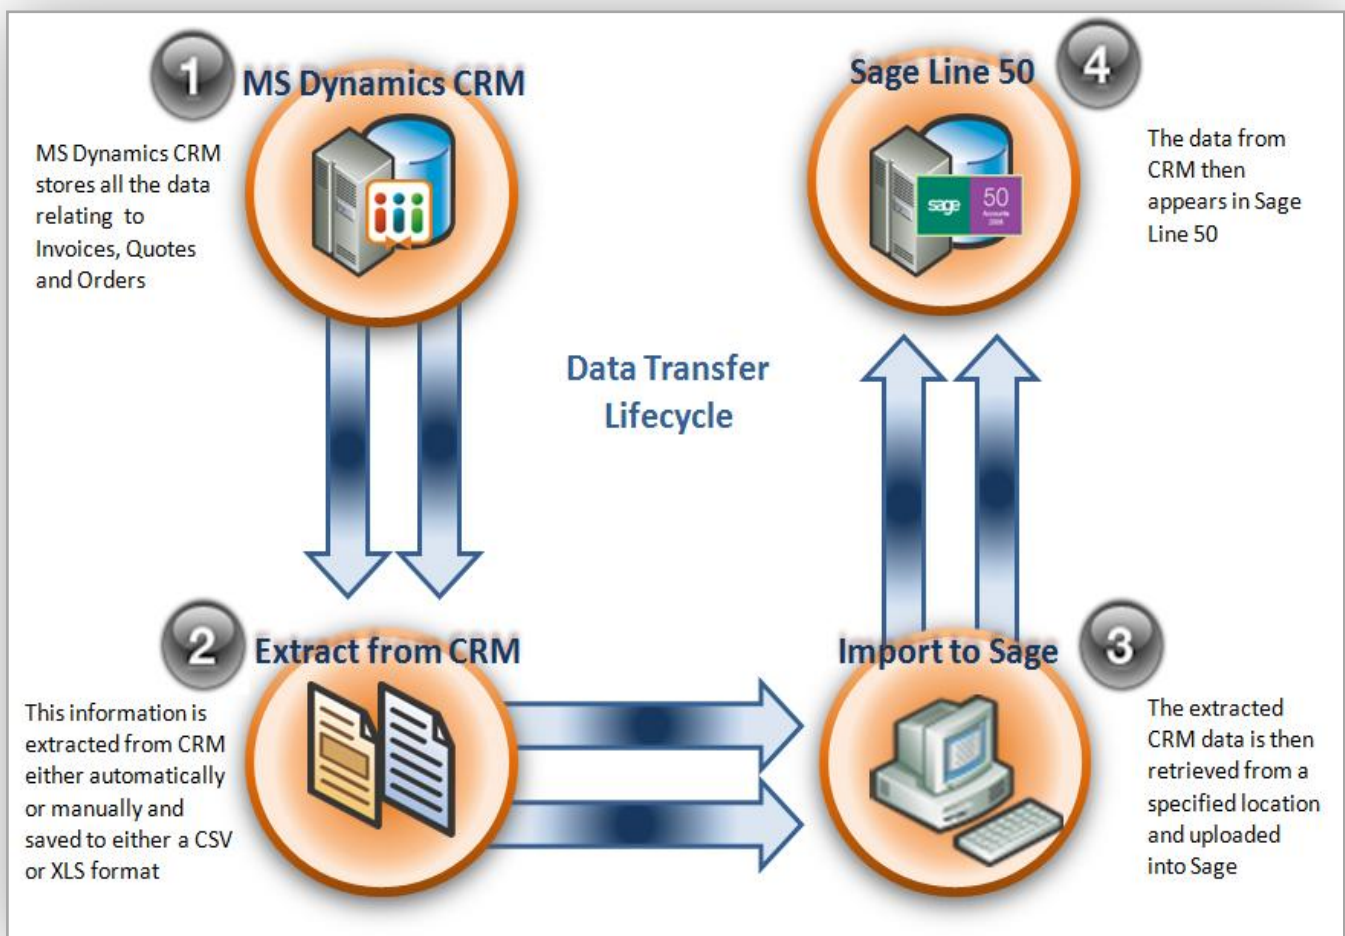 1
MS Dynamics CRM
MS Dynamics CRM
stores all the data
relating to
Invoices, Quotes
and Orders
Sage Line 50
4
sage
50
Accounts
The data from
CRM then
appears in Sage
Line 50
Data Transfer
Lifecycle
2
Extract from CRM
This information is
extracted from CRM
either automatically
or manually and
saved to either a CSV
or XLS format
Import to Sage
3
The extracted
CRM data is then
retrieved from a
specified location
and uploaded
into Sage